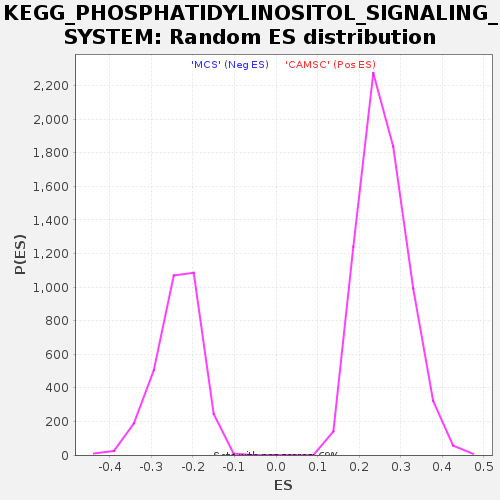 KEGG_PHOSPHATIDYLINOSITOL_SIGNALING_
SYSTEM: Random ES distribution
'MCS' (Neg ES) 'CAMSC' (Pos ES)
2,200
2,000
1,800
1,600
1,400
1,200
1,000
800
600
400
200
0
P(ES)
-0.4 -0.3 -0.2 -0.1 0.0 0.1 0.2 0.3 0.4 0.5
ES